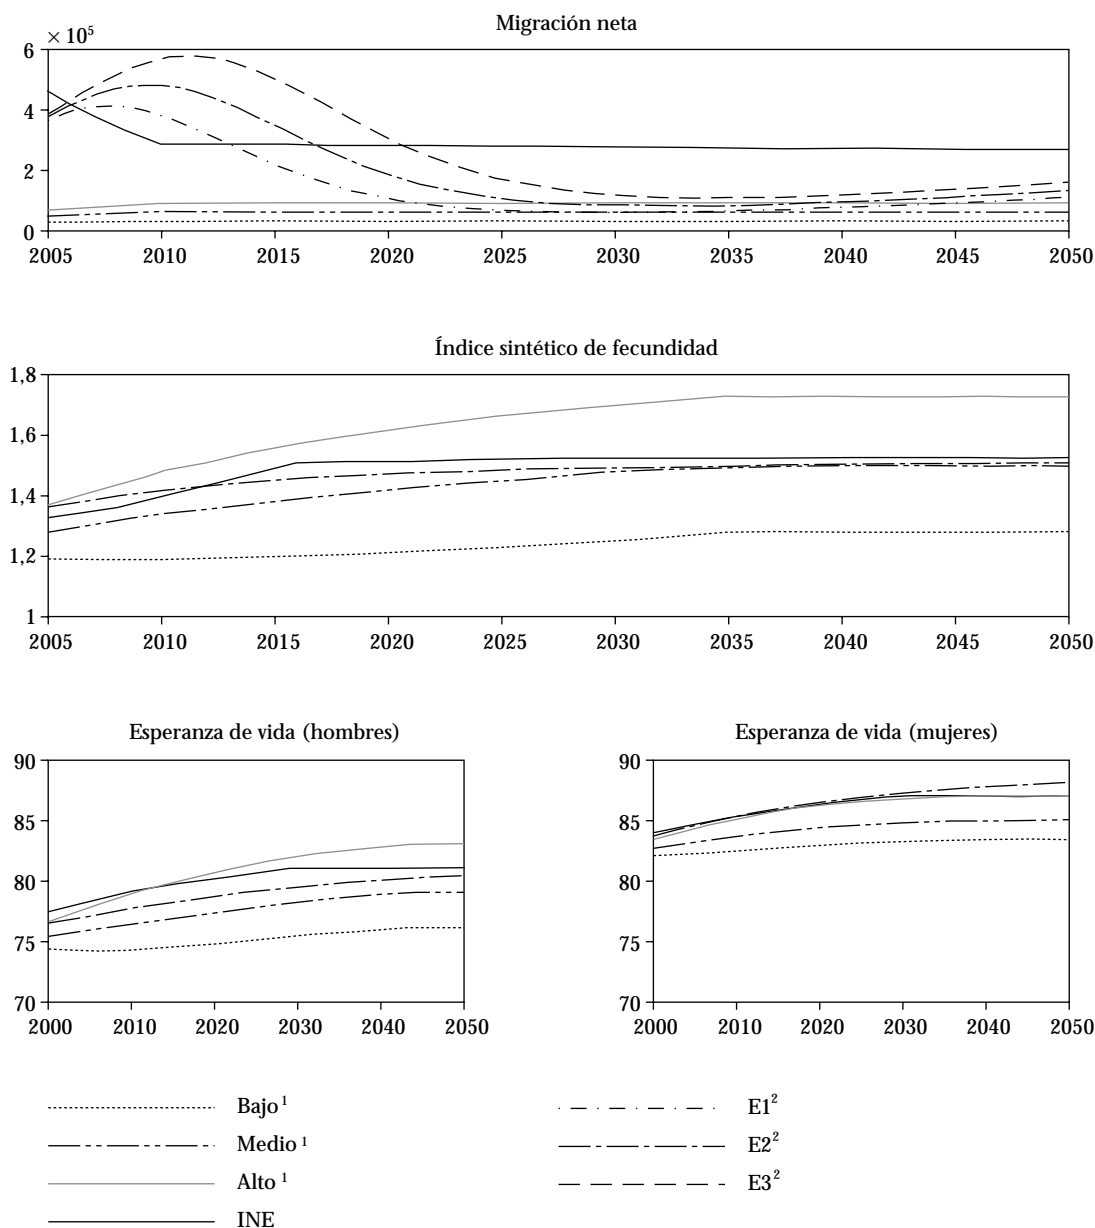 Migración neta
× 10⁵
6
4
2
0
2005 2010 2015 2020 2025 2030 2035 2040 2045 2050
Índice sintético de fecundidad
1,8
1,6
1,4
1,2
1
2005 2010 2015 2020 2025 2030 2035 2040 2045 2050
Esperanza de vida (hombres)
90
85
80
75
70
2000 2010 2020 2030 2040 2050
Esperanza de vida (mujeres)
90
85
80
75
70
2000 2010 2020 2030 2040 2050
Bajo ¹
Medio ¹
Alto ¹
INE
E1²
E2²
E3²